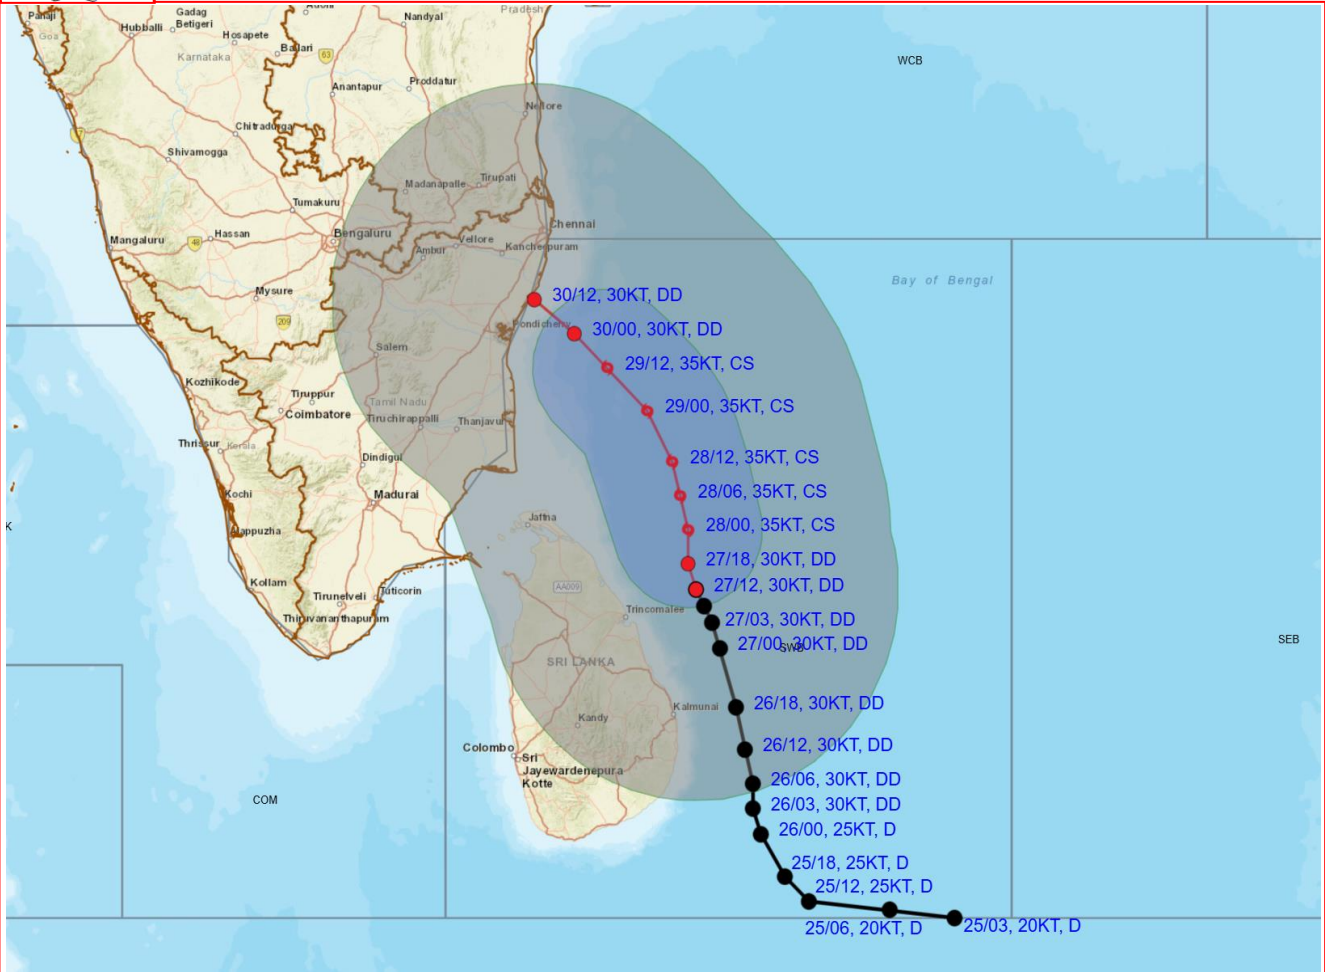 Pradesh
Panaji
Gadag
Betigeri
Adoni
Nandyal
Hubballi
Goa
Hosapete
Karnataka
Ballari
63
WCB
Anantapur
Proddatur
Nellore
Chitradurga
Shivamogga
Madanapalle
Tirupati
Tumakuru
Chennai
Mangaluru
Hassan
48
Bengaluru
Vellore
Ambur
Kancheepuram
Bay of Bengal
Mysure
30/12, 30KT, DD
209
Pondicherry
30/00, 30KT, DD
Salem
29/12, 35KT, CS
Kozhikode
Tiruppur
Coimbatore
Tamil Nadu
Tiruchirappalli
Thanjavur
29/00, 35KT, CS
Thrissur
Kerala
Dindigul
28/12, 35KT, CS
Kochi
Madurai
28/06, 35KT, CS
Jaffna
28/00, 35KT, CS
K
Alappuzha
27/18, 30KT, DD
Kollam
Tirunelveli
Tuticorin
AA009
27/12, 30KT, DD
Thiruvananthapuram
Trincomalee
27/03, 30KT, DD
27/00, 30KT, DD
SWB
SEB
SRI LANKA
26/18, 30KT, DD
Kalmunai
Kandy
Colombo
Sri
Jayewardenepura
Kotte
26/12, 30KT, DD
26/06, 30KT, DD
COM
26/03, 30KT, DD
26/00, 25KT, D
25/18, 25KT, D
25/12, 25KT, D
25/06, 20KT, D
25/03, 20KT, D